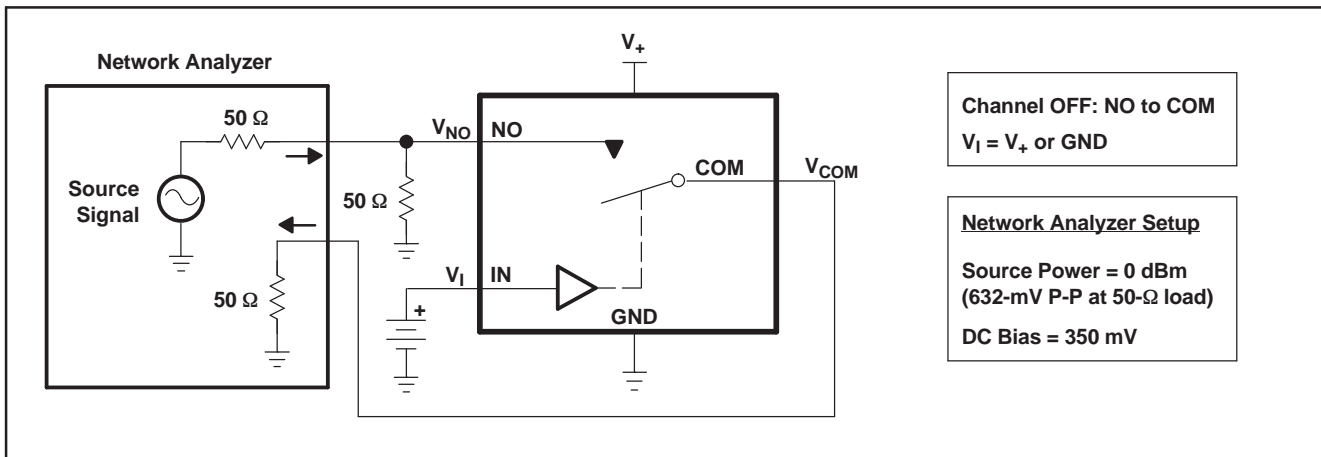 Network Analyzer
50 Ω
Source
Signal
50 Ω
V+
VNO
NO
50 Ω
COM
VCOM
VI
IN
+
GND
Channel OFF: NO to COM
VI = V+ or GND
Network Analyzer Setup
Source Power = 0 dBm
(632-mV P-P at 50-Ω load)
DC Bias = 350 mV